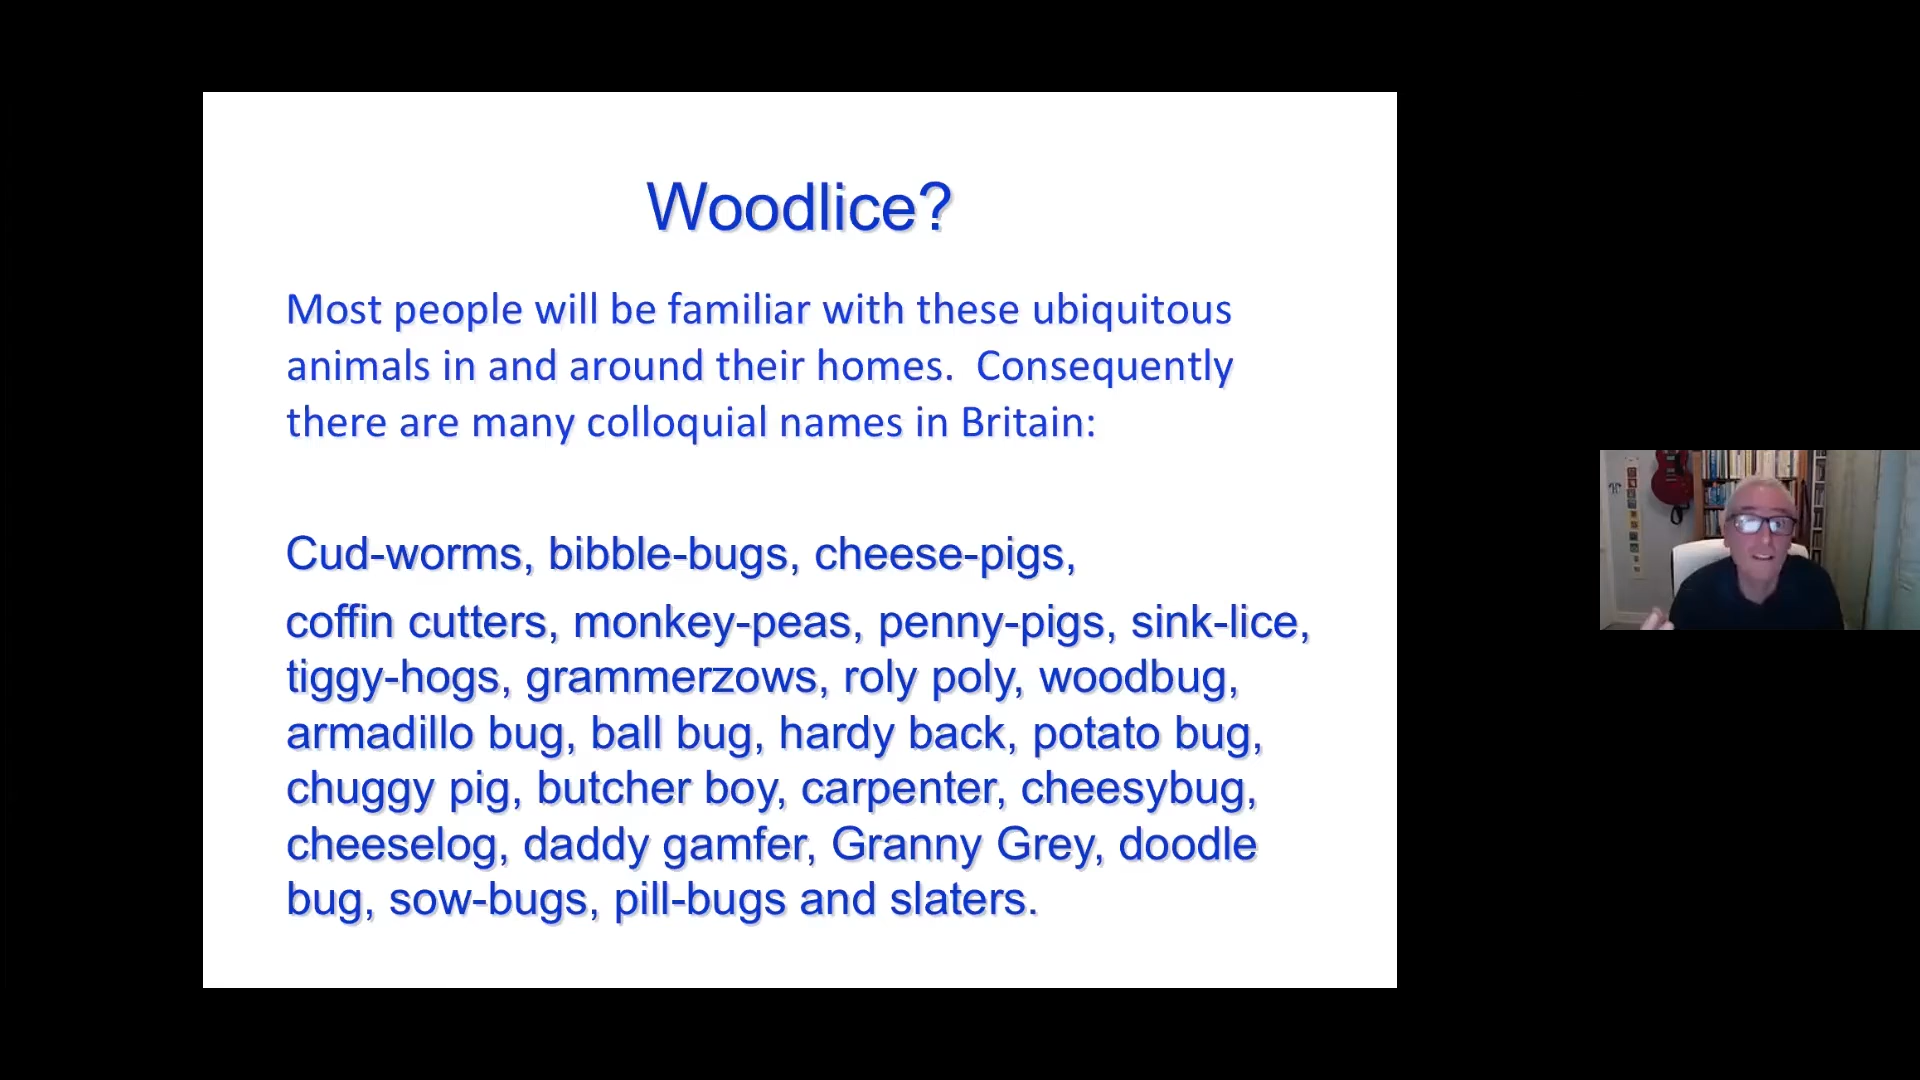 Woodlice?
Most people will be familiar with these ubiquitous
animals in and around their homes.  Consequently
there are many colloquial names in Britain:
Cud-worms, bibble-bugs, cheese-pigs,
coffin cutters, monkey-peas, penny-pigs, sink-lice,
tiggy-hogs, grammerzows, roly poly, woodbug,
armadillo bug, ball bug, hardy back, potato bug,
chuggy pig, butcher boy, carpenter, cheesybug,
cheeselog, daddy gamfer, Granny Grey, doodle
bug, sow-bugs, pill-bugs and slaters.